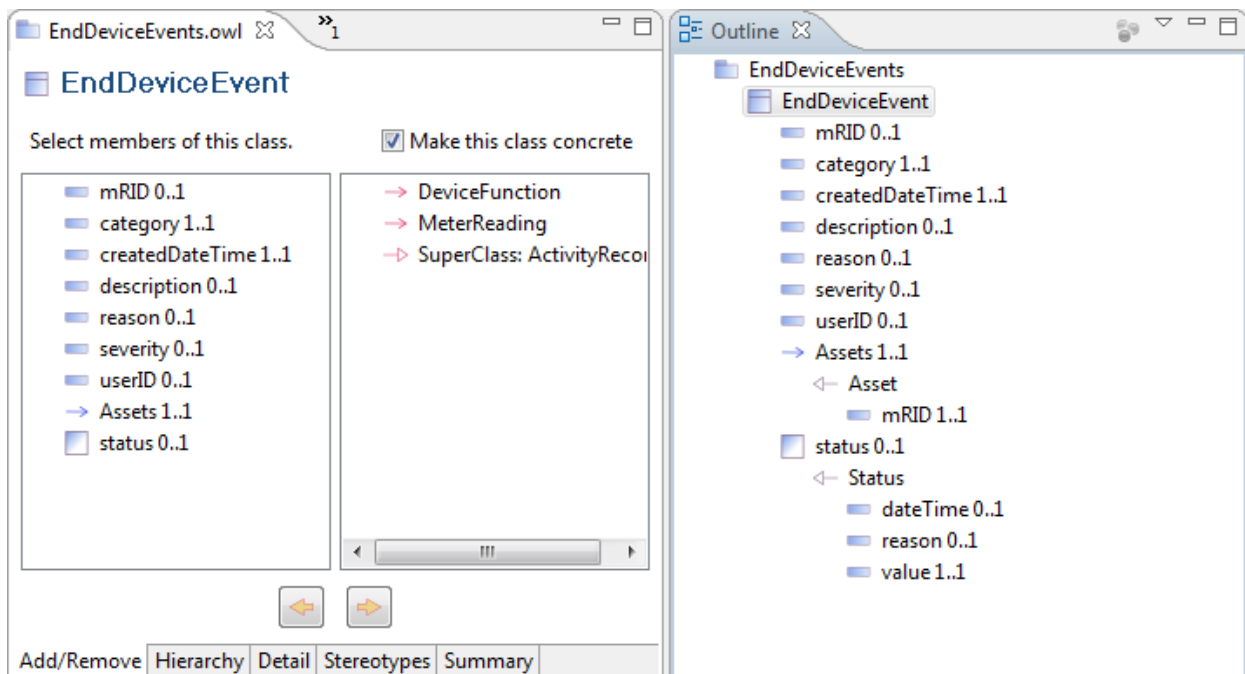 EndDeviceEvents.owl
»1
EndDeviceEvent
Select members of this class.
Make this class concrete
mRID 0..1
category 1..1
createdDateTime 1..1
description 0..1
reason 0..1
severity 0..1
userID 0..1
Assets 1..1
status 0..1
DeviceFunction
MeterReading
SuperClass: ActivityRecor
Add/Remove
Hierarchy
Detail
Stereotypes
Summary
Outline
EndDeviceEvents
EndDeviceEvent
mRID 0..1
category 1..1
createdDateTime 1..1
description 0..1
reason 0..1
severity 0..1
userID 0..1
Assets 1..1
Asset
mRID 1..1
status 0..1
Status
dateTime 0..1
reason 0..1
value 1..1